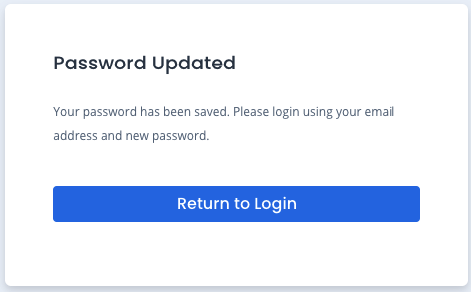 Password Updated
Your password has been saved. Please login using your email
address and new password.
Return to Login